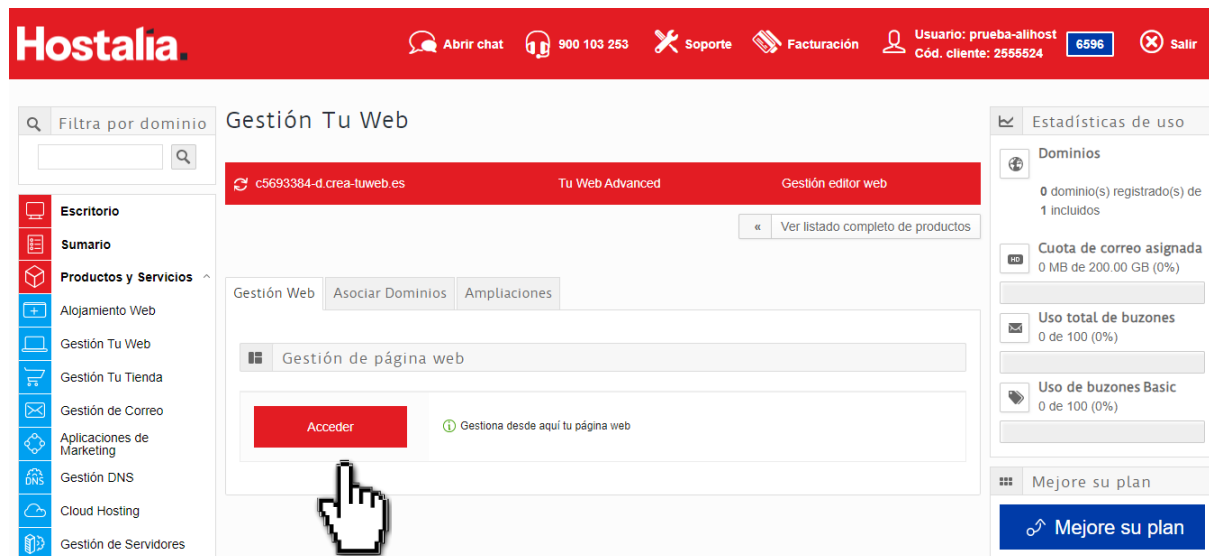 Hostalia.
Abrir chat
900 103 253
Soporte
Facturación
Usuario: prueba-alihost
Cód. cliente: 2555524
6596
Salir
Filtra por dominio
Escritorio
Sumario
Productos y Servicios
Alojamiento Web
Gestión Tu Web
Gestión Tu Tienda
Gestión de Correo
Aplicaciones de
Marketing
DNS
Gestión DNS
Cloud Hosting
Gestión de Servidores
Gestión Tu Web
c5693384-d.crea-tuweb.es
Tu Web Advanced
Gestión editor web
« Ver listado completo de productos
Gestión Web
Asociar Dominios
Ampliaciones
Gestión de página web
Acceder
Gestiona desde aquí tu página web
Estadísticas de uso
Dominios
0 dominio(s) registrado(s) de
1 incluidos
HD
Cuota de correo asignada
0 MB de 200.00 GB (0%)
Uso total de buzones
0 de 100 (0%)
Uso de buzones Basic
0 de 100 (0%)
Mejore su plan
Mejore su plan